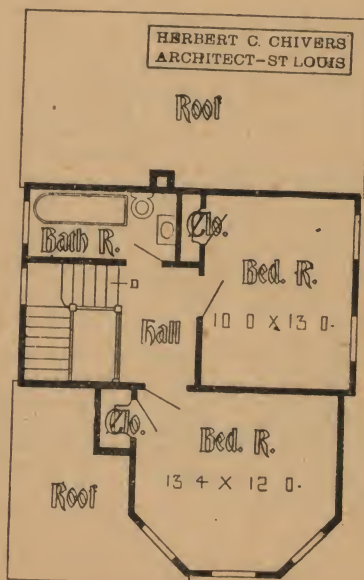 HERBERT C. CHIVERS
ARCHITECT-ST LOUIS
Roof
Bath R.
Clo.
Bed. R.
10 0 X 13 0.
Hall
D
Clo.
Bed. R.
13 4 X 12 0.
Roof